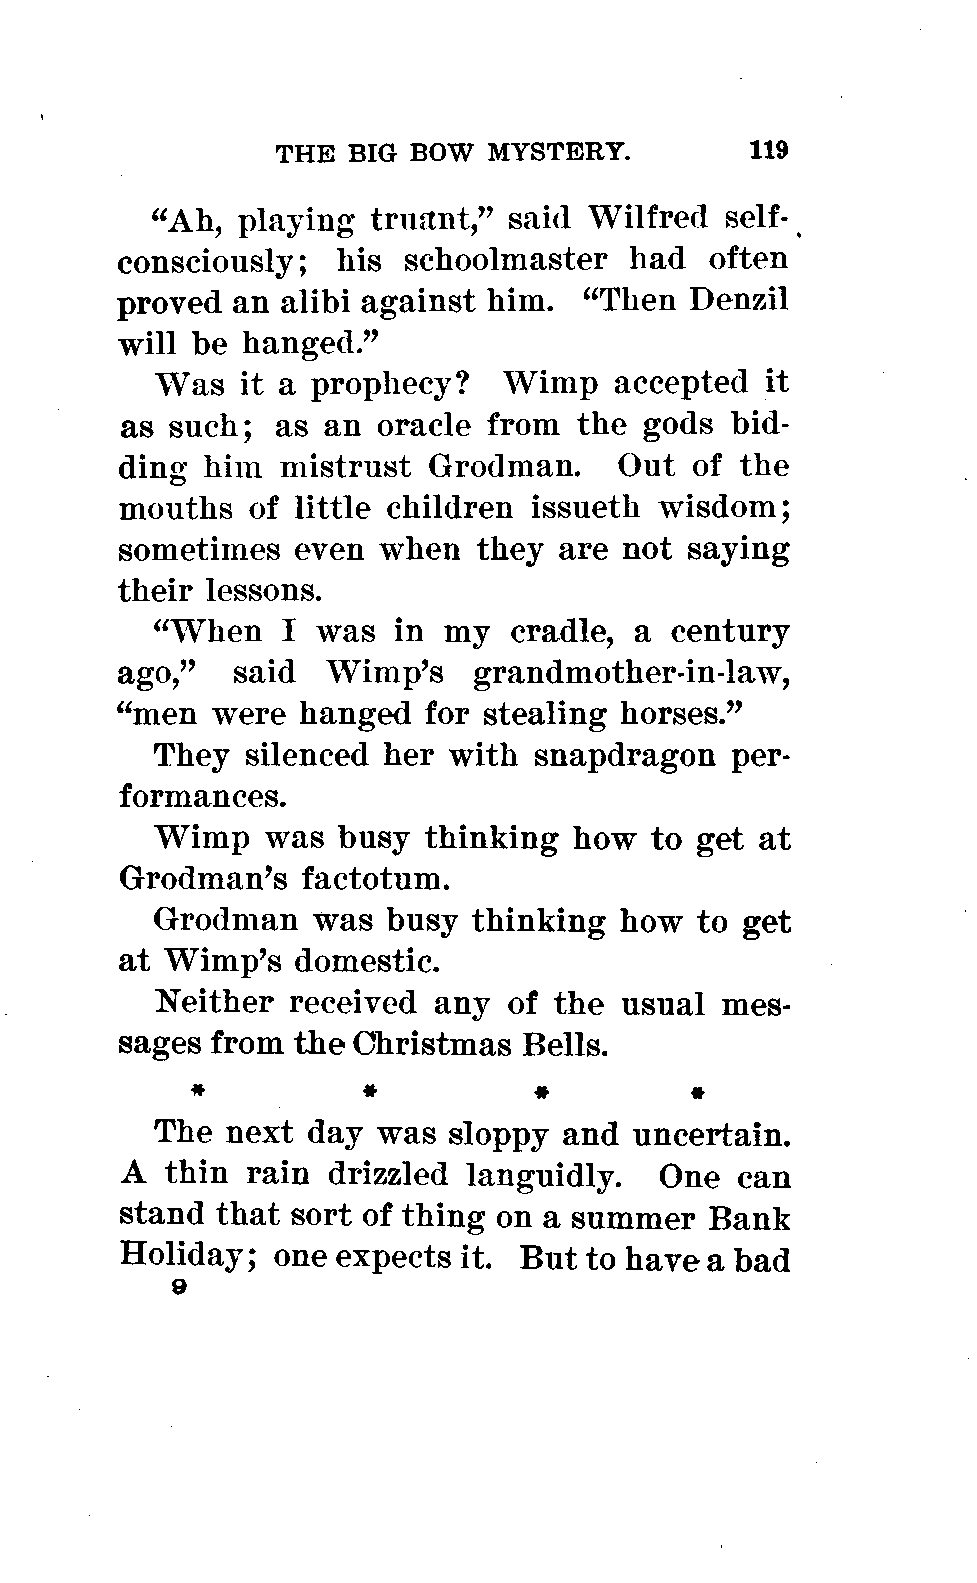 THE BIG BOW MYSTERY. 119
“Ah, playing truant,” said Wilfred self-
consciously; his schoolmaster had often
proved an alibi against him. “Then Denzil
will be hanged.”
Was it a prophecy? Wimp accepted it
as such; as an oracle from the gods bid-
ding him mistrust Grodman. Out of the
mouths of little children issueth wisdom;
sometimes even when they are not saying
their lessons.
“When I was in my cradle, a century
ago,” said Wimp’s grandmother-in-law,
“men were hanged for stealing horses.”
They silenced her with snapdragon per-
formances.
Wimp was busy thinking how to get at
Grodman’s factotum.
Grodman was busy thinking how to get
at Wimp’s domestic.
Neither received any of the usual mes-
sages from the Christmas Bells.
* * * *
The next day was sloppy and uncertain.
A thin rain drizzled languidly. One can
stand that sort of thing on a summer Bank
Holiday; one expects it. But to have a bad
9